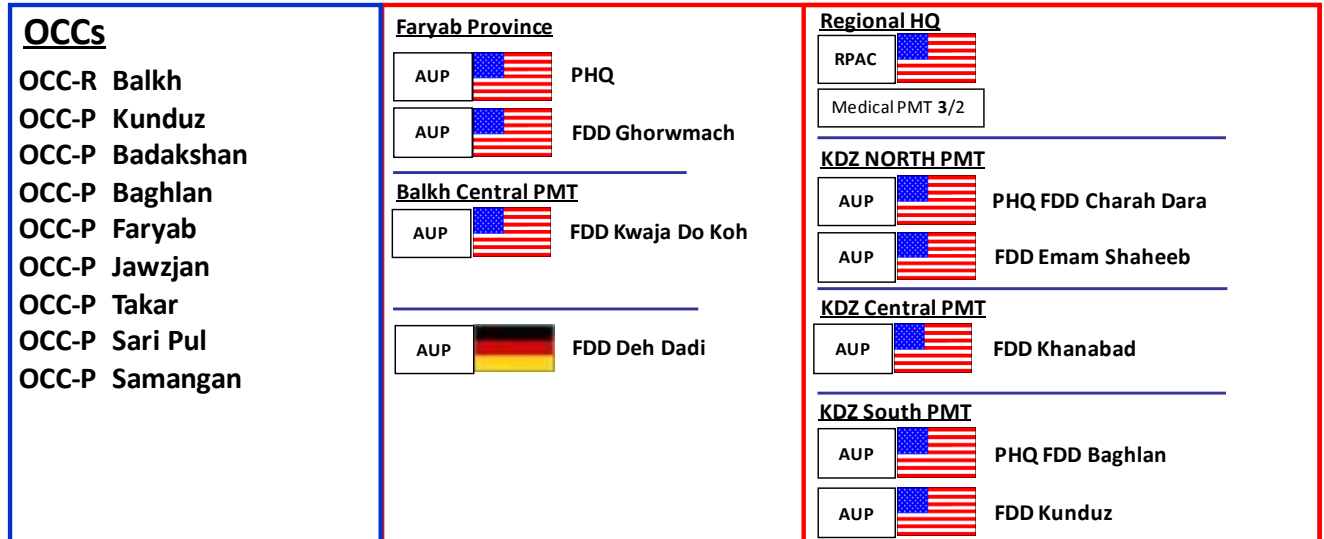 OCCs
OCC-R Balkh
OCC-P Kunduz
OCC-P Badakshan
OCC-P Baghlan
OCC-P Faryab
OCC-P Jawzjan
OCC-P Takar
OCC-P Sari Pul
OCC-P Samangan
Faryab Province
AUP PHQ
AUP FDD Ghorwmach
Balkh Central PMT
AUP FDD Kwaja Do Koh
AUP FDD Deh Dadi
Regional HQ
RPAC
Medical PMT 3/2
KDZ NORTH PMT
AUP PHQ FDD Charah Dara
AUP FDD Emam Shaheeb
KDZ Central PMT
AUP FDD Khanabad
KDZ South PMT
AUP PHQ FDD Baghlan
AUP FDD Kunduz